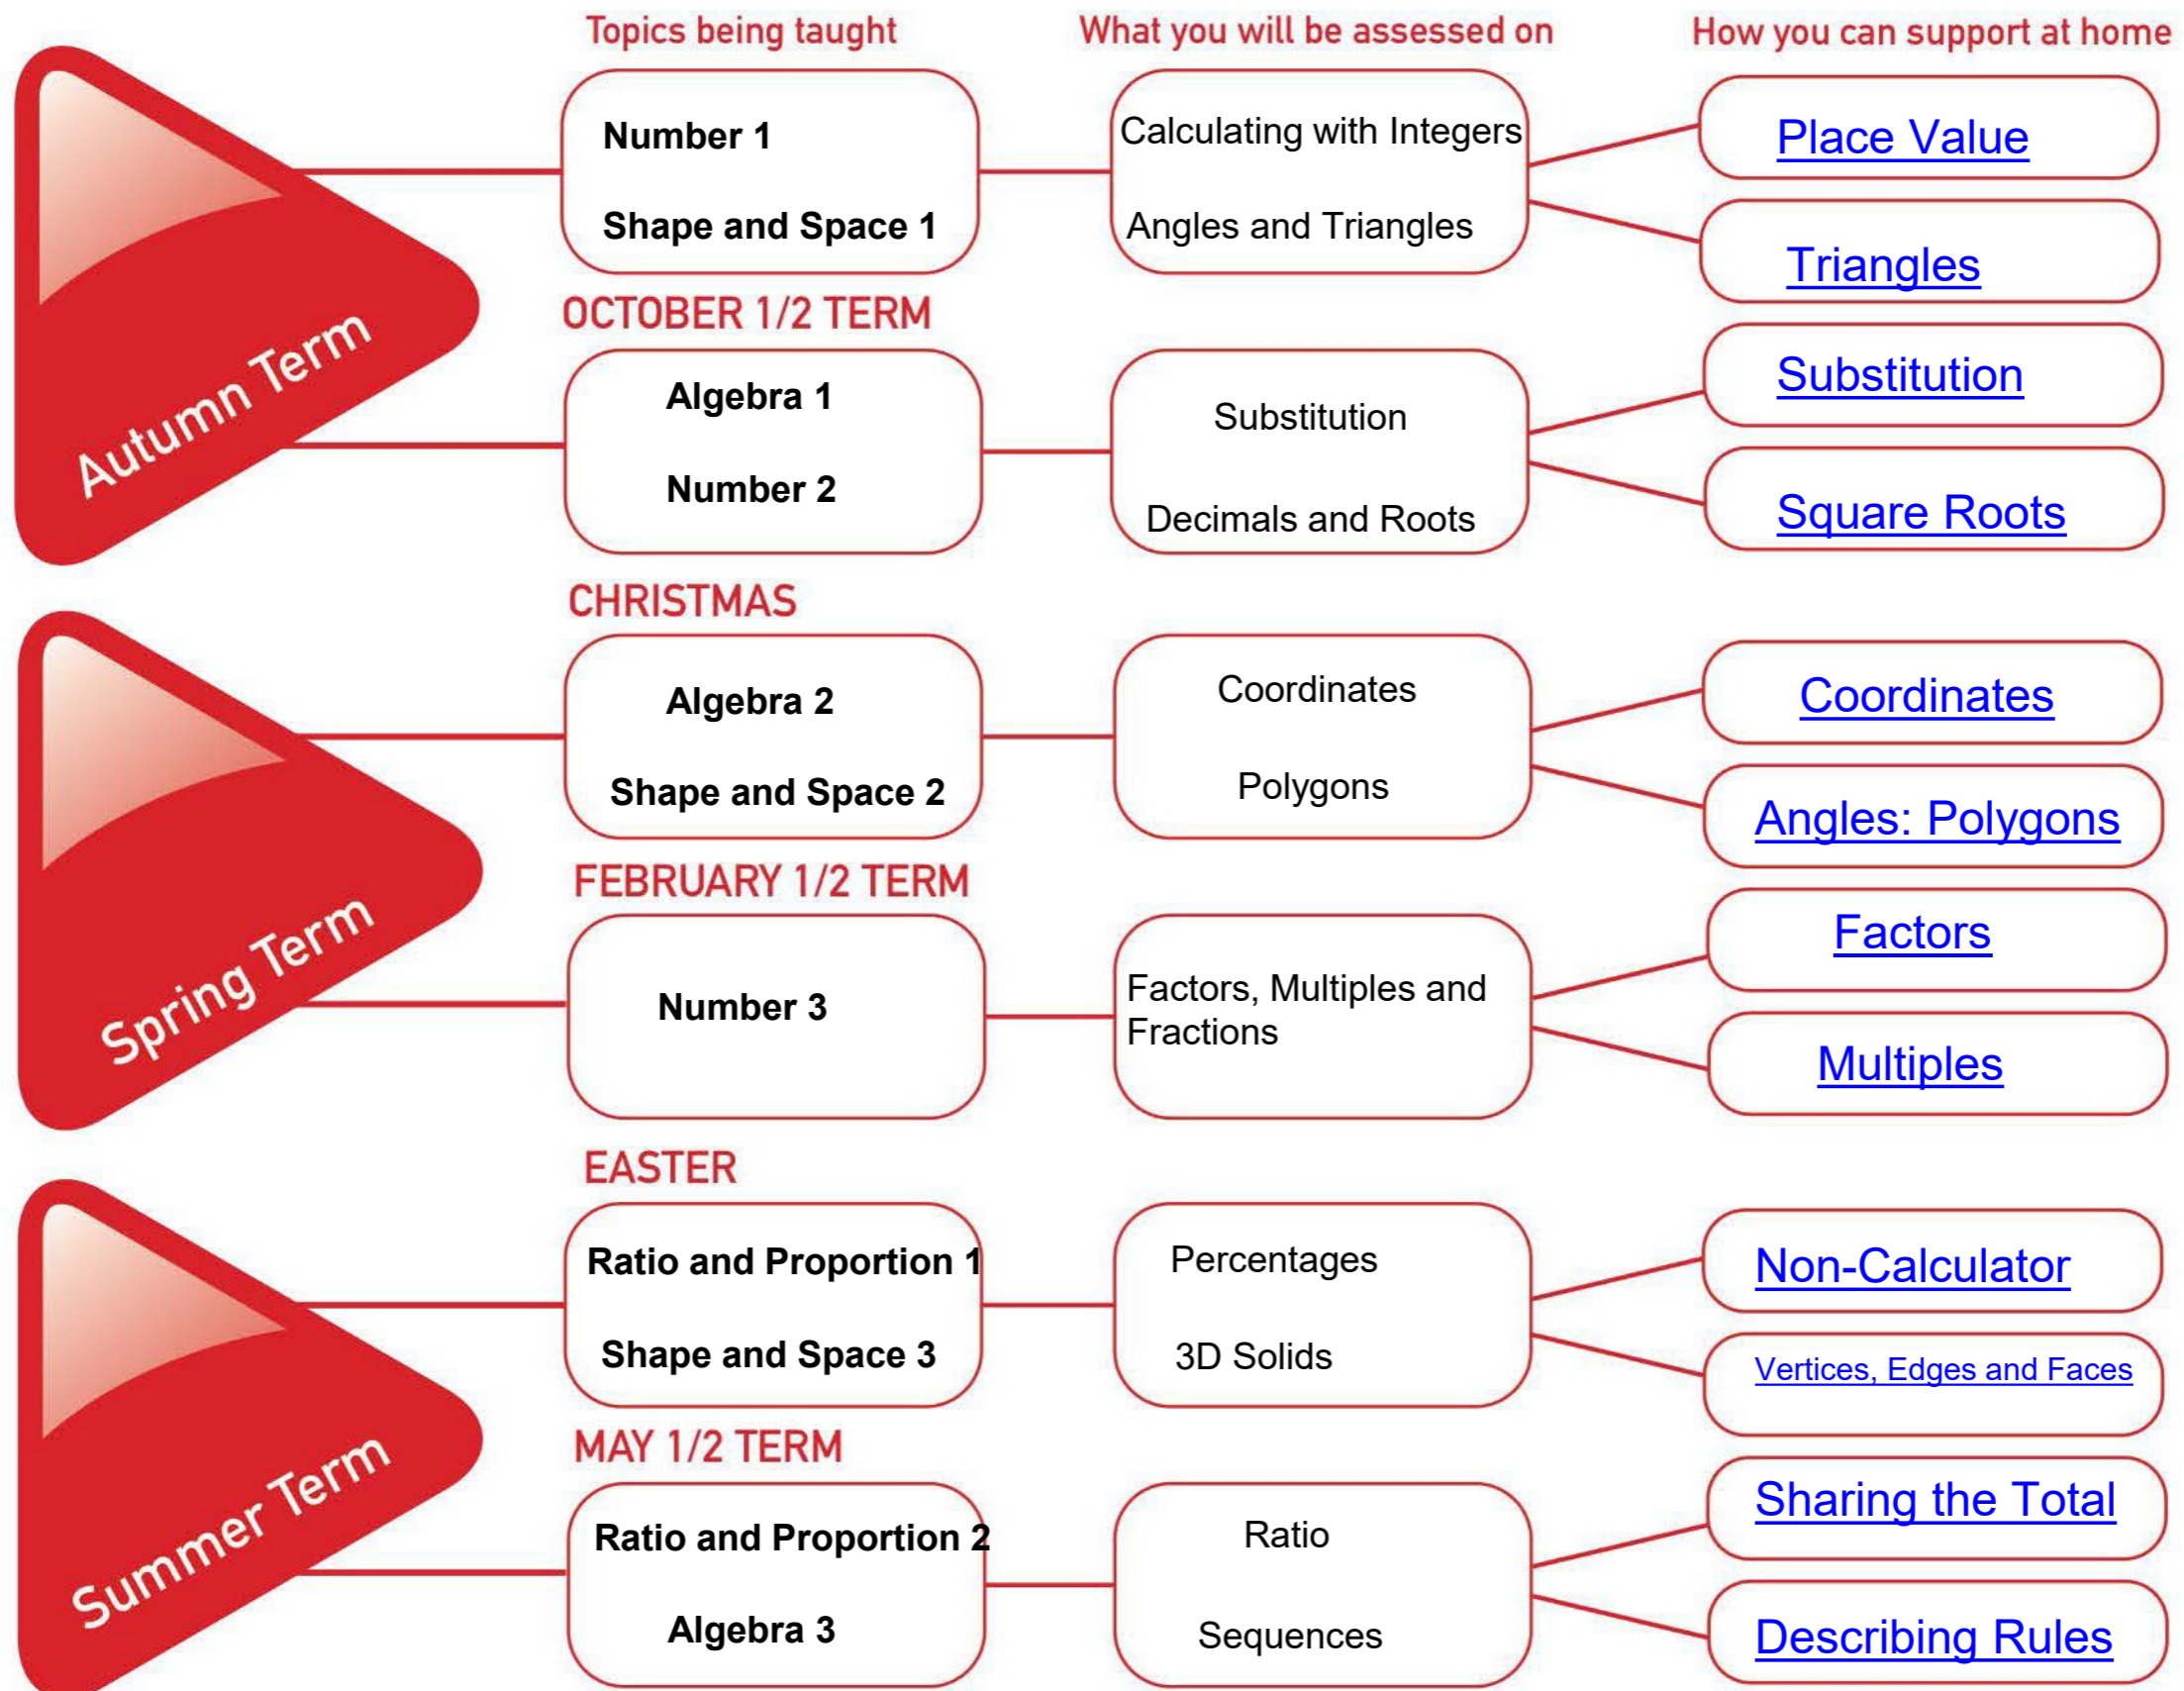 Topics being taught
What you will be assessed on
How you can support at home
Autumn Term
Number 1
Shape and Space 1
Calculating with Integers
Angles and Triangles
Place Value
Triangles
OCTOBER 1/2 TERM
Algebra 1
Number 2
Substitution
Decimals and Roots
Substitution
Square Roots
CHRISTMAS
Spring Term
Algebra 2
Shape and Space 2
Coordinates
Polygons
Coordinates
Angles: Polygons
FEBRUARY 1/2 TERM
Number 3
Factors, Multiples and
Fractions
Factors
Multiples
EASTER
Summer Term
Ratio and Proportion 1
Shape and Space 3
Percentages
3D Solids
Non-Calculator
Vertices, Edges and Faces
MAY 1/2 TERM
Ratio and Proportion 2
Algebra 3
Ratio
Sequences
Sharing the Total
Describing Rules